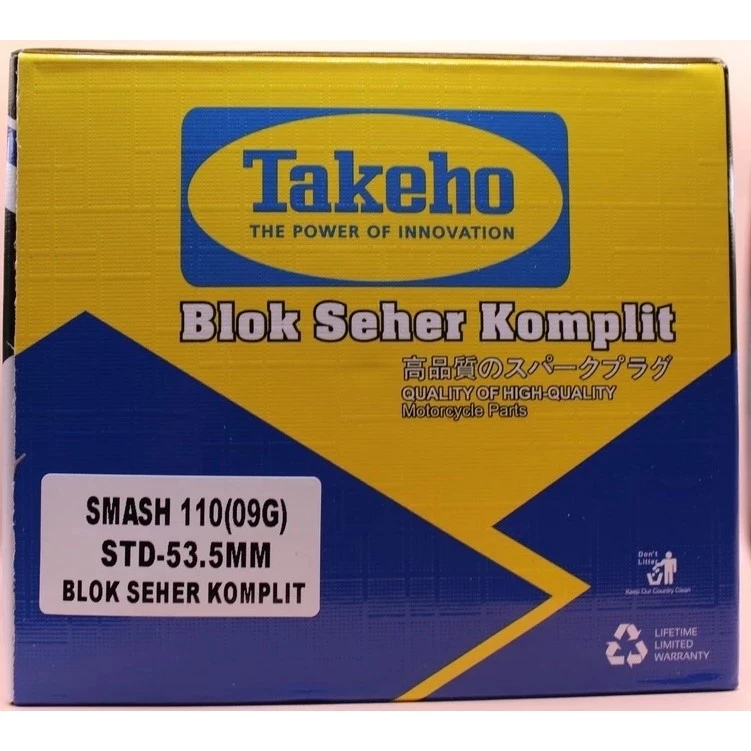 Takeho
THE POWER OF INNOVATION
Blok Seher Komplit
高品質のスパークプラグ
QUALITY OF HIGH-QUALITY
Motorcycle Parts
SMASH 110(09G)
STD-53.5MM
BLOK SEHER KOMPLIT
Don't
Litter
Keep Our Country Clean
LIFETIME
LIMITED
WARRANTY